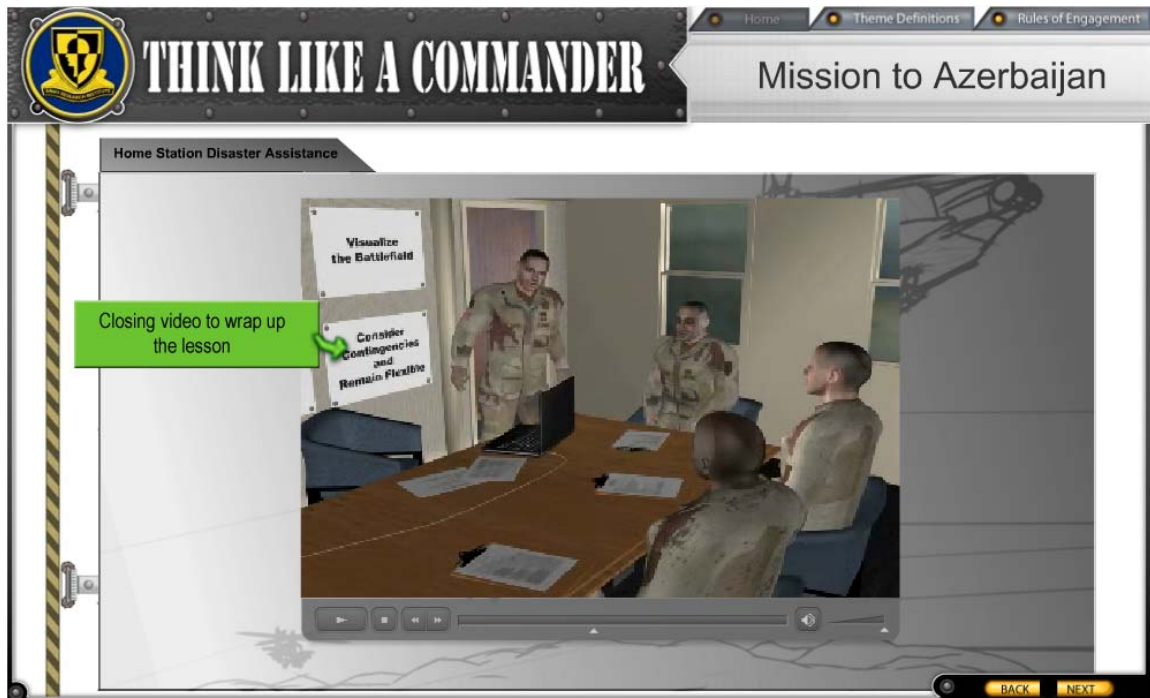 Home
Theme Definitions
Rules of Engagement
THINK LIKE A COMMANDER
Mission to Azerbaijan
Home Station Disaster Assistance
Visualize
the Battlefield
Closing video to wrap up
the lesson
Consider
Contingencies
and
Remain Flexible
BACK
NEXT